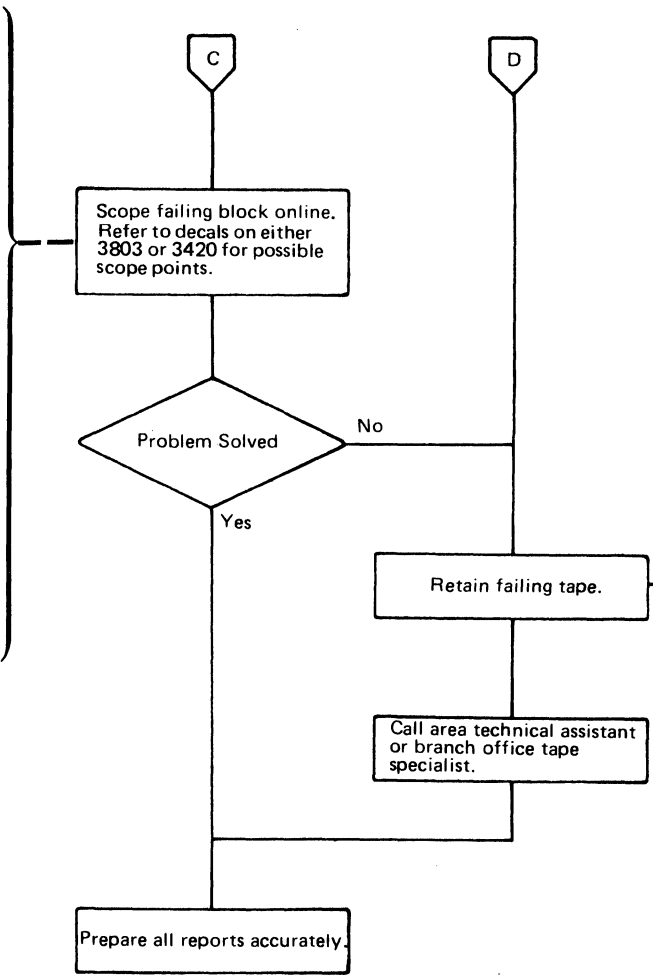 C
D
Scope failing block online.
Refer to decals on either
3803 or 3420 for possible
scope points.
Problem Solved
No
Yes
Retain failing tape.
Call area technical assistant
or branch office tape
specialist.
Prepare all reports accurately.